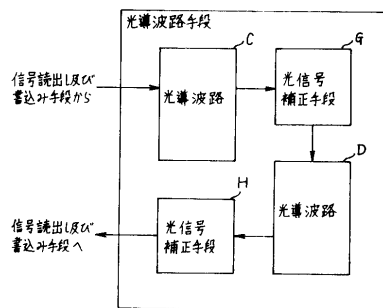 光導波路手段
C
G
信号読出し及び
書込み手段から
光導波路
光信号
補正手段
H
D
信号読出し及び
書込み手段へ
光信号
補正手段
光導波路